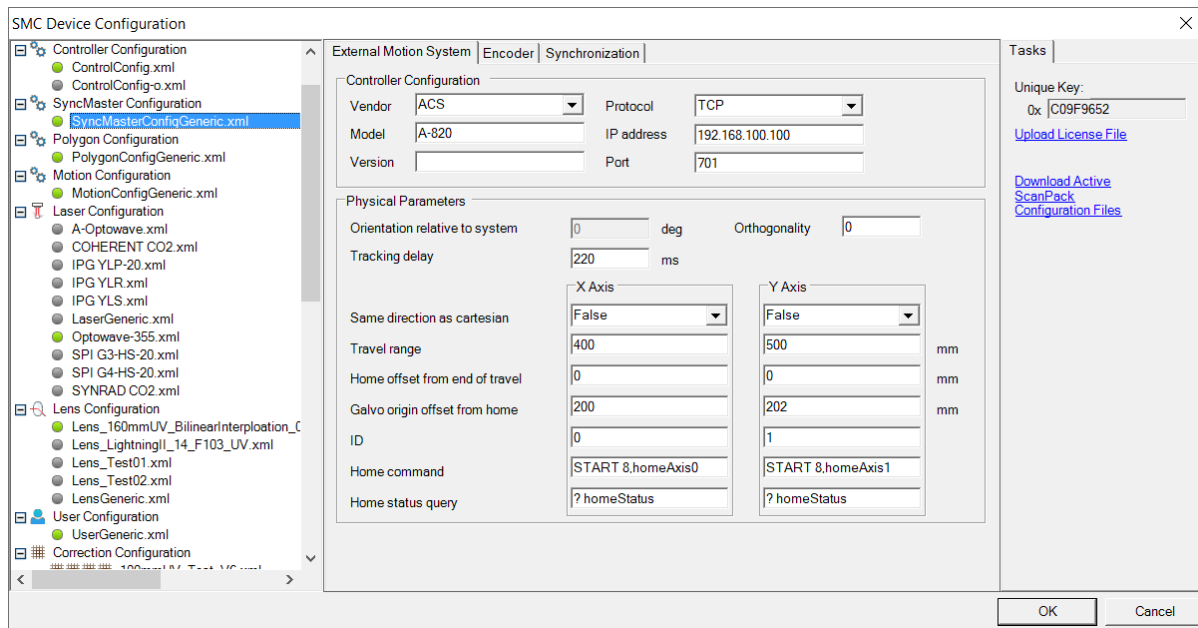 SMC Device Configuration
Controller Configuration
ControlConfig.xml
ControlConfig-o.xml
SyncMaster Configuration
SyncMasterConfigGeneric.xml
Polygon Configuration
PolygonConfigGeneric.xml
Motion Configuration
MotionConfigGeneric.xml
Laser Configuration
A-Optowave.xml
COHERENT CO2.xml
IPG YLP-20.xml
IPG YLR.xml
IPG YLS.xml
LaserGeneric.xml
Optowave-355.xml
SPI G3-HS-20.xml
SPI G4-HS-20.xml
SYNRAD CO2.xml
Lens Configuration
Lens_160mmUV_BilinearInterploation_0
Lens_LightningII_14_F103_UV.xml
Lens_Test01.xml
Lens_Test02.xml
LensGeneric.xml
User Configuration
UserGeneric.xml
Correction Configuration
External Motion System Encoder Synchronization
Controller Configuration
Vendor ACS Protocol TCP
Model A-820 IP address 192.168.100.100
Version Port 701
Physical Parameters
Orientation relative to system 0 deg Orthogonality 0
Tracking delay 220 ms
X Axis Y Axis
Same direction as cartesian False False
Travel range 400 500 mm
Home offset from end of travel 0 0 mm
Galvo origin offset from home 200 202 mm
ID 0 1
Home command START 8,homeAxis0 START 8,homeAxis1
Home status query ? homeStatus ? homeStatus
Tasks
Unique Key:
0x C09F9652
Upload License File
Download Active
ScanPack
Configuration Files
OK Cancel